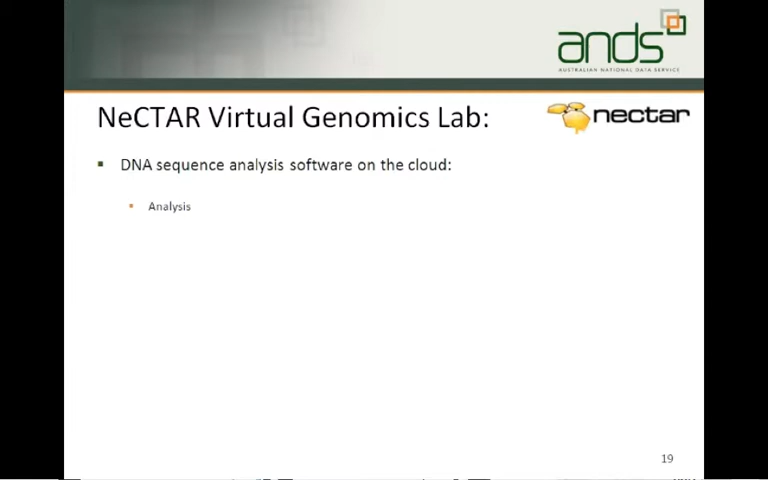 ands
AUSTRALIAN NATIONAL DATA SERVICE
NeCTAR Virtual Genomics Lab:
nectar
▪ DNA sequence analysis software on the cloud:
▪ Analysis
19